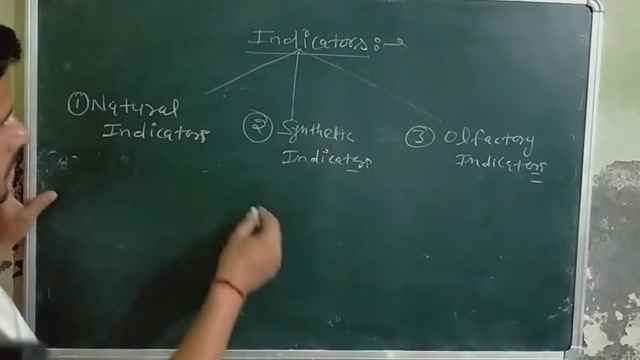 Indicators:→
① Natural
Indicators
② Synthetic
Indicators
③ Olfactory
Indicators